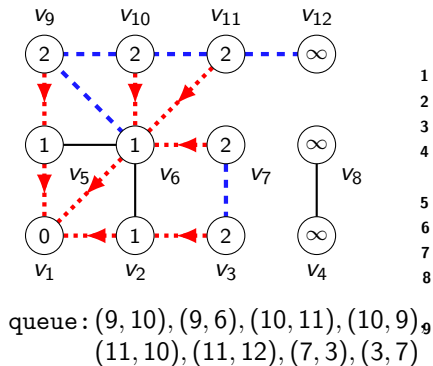 v9 v10 v11 v12
2 2 2 ∞
1
2
3
4
1 1 2 ∞
v5 v6 v7 v8
5
6
7
8
0 1 2 ∞
v1 v2 v3 v4
queue: (9, 10), (9, 6), (10, 11), (10, 9), 9
(11, 10), (11, 12), (7, 3), (3, 7)